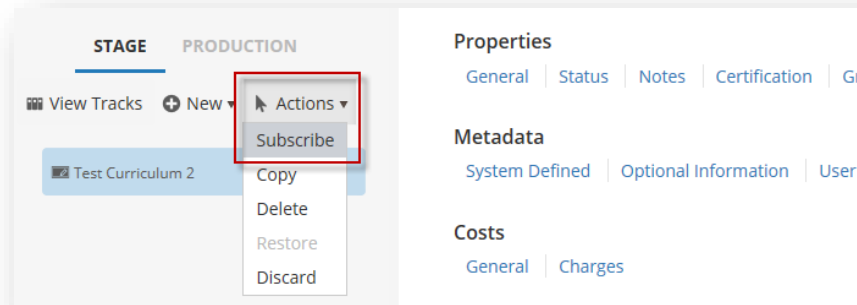 STAGE PRODUCTION
View Tracks New Actions
Subscribe
Copy
Delete
Restore
Discard
Test Curriculum 2
Properties
General Status Notes Certification
Metadata
System Defined Optional Information User
Costs
General Charges